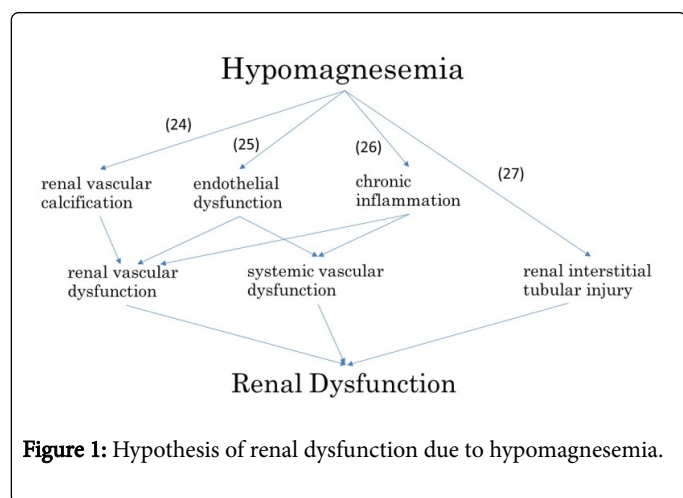 Hypomagnesemia
(24)
(25)
(26)
(27)
renal vascular
calcification
endothelial
dysfunction
chronic
inflammation
renal vascular
dysfunction
systemic vascular
dysfunction
renal interstitial
tubular injury
Renal Dysfunction
Figure 1: Hypothesis of renal dysfunction due to hypomagnesemia.